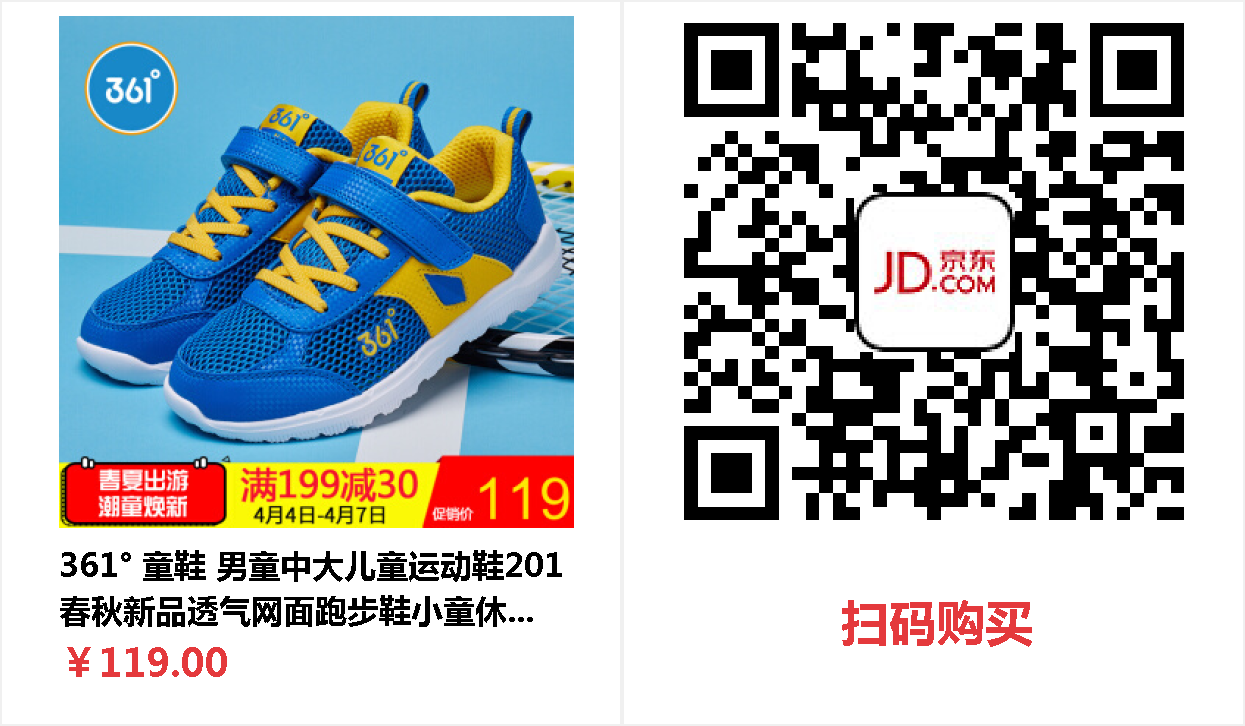 361°
361°
361°
361°
春夏出游
潮童焕新
满199减30
4月4日-4月7日
促销价 119
361° 童鞋 男童中大儿童运动鞋201
春秋新品透气网面跑步鞋小童休...
￥119.00
JD京东
.COM
扫码购买